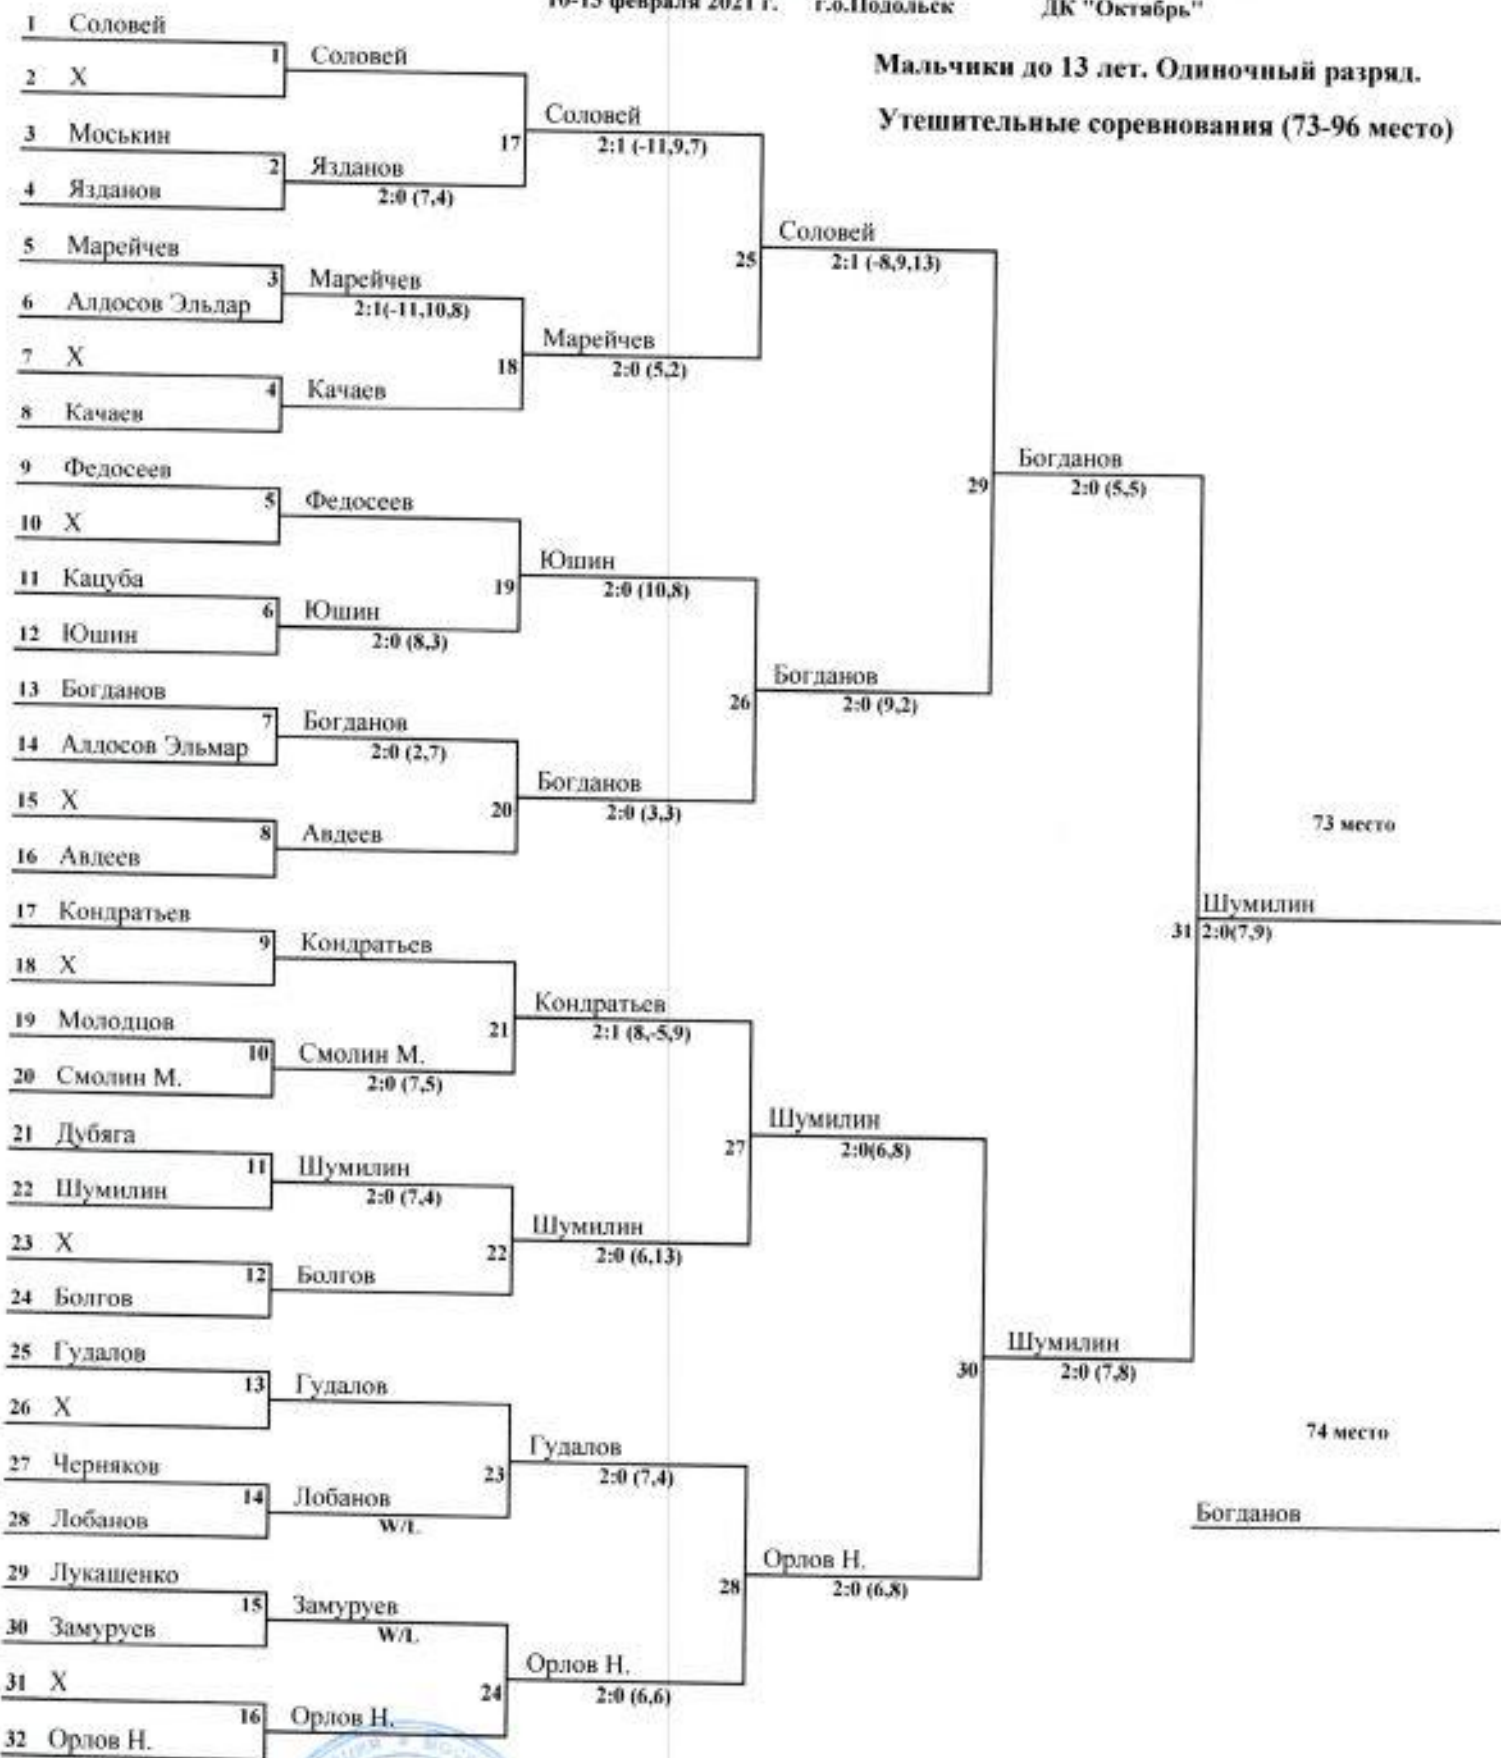 10-15 февраля 2021 г. г.о.Подольск ДК "Октябрь"
Мальчики до 13 лет. Одиночный разряд.
Утешительные соревнования (73-96 место)
1 Соловей
1 Соловей
2 X
Соловей
17 2:1 (-11,9,7)
3 Моськин
2 Язданов
2:0 (7,4)
4 Язданов
Соловей
25 2:1 (-8,9,13)
5 Марейчев
3 Марейчев
2:1(-11,10,8)
6 Алдосов Эльдар
Марейчев
18 2:0 (5,2)
7 X
4 Качаев
8 Качаев
Богданов
29 2:0 (5,5)
9 Федосеев
5 Федосеев
10 X
Юшин
19 2:0 (10,8)
11 Кацуба
6 Юшин
2:0 (8,3)
12 Юшин
Богданов
26 2:0 (9,2)
13 Богданов
7 Богданов
2:0 (2,7)
14 Алдосов Эльмар
Богданов
20 2:0 (3,3)
15 X
8 Авдеев
16 Авдеев
73 место
Шумилин
31 2:0(7,9)
17 Кондратьев
9 Кондратьев
18 X
Кондратьев
21 2:1 (8,-5,9)
19 Молодцов
10 Смолин М.
2:0 (7,5)
20 Смолин М.
Шумилин
27 2:0(6,8)
21 Дубяга
11 Шумилин
2:0 (7,4)
22 Шумилин
Шумилин
22 2:0 (6,13)
23 X
12 Болгов
24 Болгов
Шумилин
30 2:0 (7,8)
25 Гудалов
13 Гудалов
26 X
Гудалов
23 2:0 (7,4)
27 Черняков
14 Лобанов
W/L
28 Лобанов
74 место
Богданов
Орлов Н.
28 2:0 (6,8)
29 Лукашенко
15 Замуруев
W/L
30 Замуруев
Орлов Н.
24 2:0 (6,6)
31 X
16 Орлов Н.
32 Орлов Н.